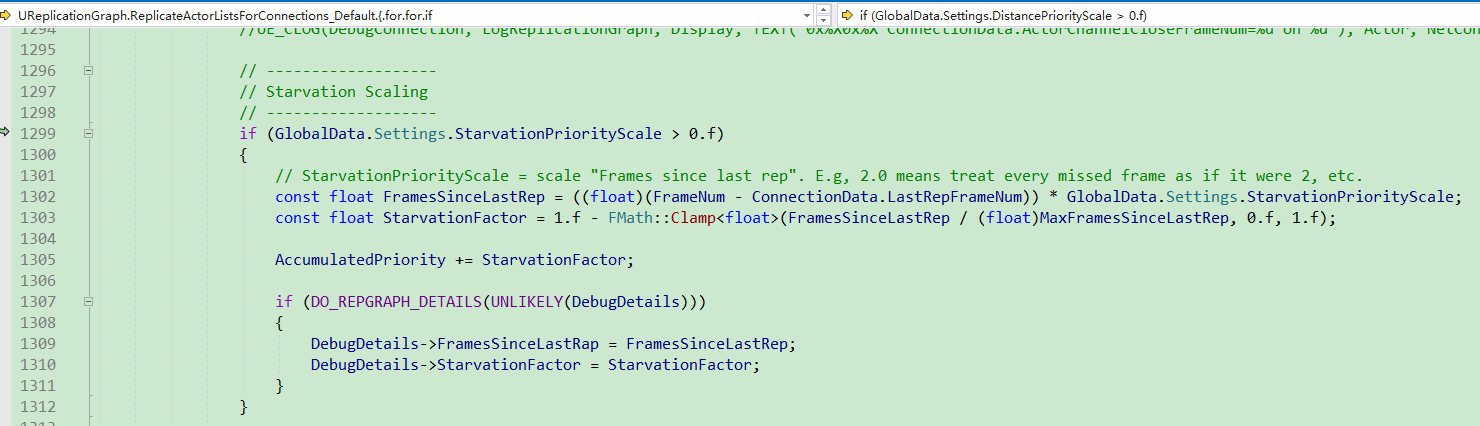 UReplicationGraph.ReplicateActorListsForConnections_Default.{.for.for.if
if (GlobalData.Settings.DistancePriorityScale > 0.f)
1294 //UE_CLOG(DebugConnection, LogReplicationGraph, Display, TEXT("0x%X0x%X ConnectionData.ActorChannelCloseFrameNum=%d on %d"), Actor, NetCon
1295
1296 // -------------------
1297 // Starvation Scaling
1298 // -------------------
1299 if (GlobalData.Settings.StarvationPriorityScale > 0.f)
1300 {
1301 // StarvationPriorityScale = scale "Frames since last rep". E.g, 2.0 means treat every missed frame as if it were 2, etc.
1302 const float FramesSinceLastRep = ((float)(FrameNum - ConnectionData.LastRepFrameNum)) * GlobalData.Settings.StarvationPriorityScale;
1303 const float StarvationFactor = 1.f - FMath::Clamp<float>(FramesSinceLastRep / (float)MaxFramesSinceLastRep, 0.f, 1.f);
1304
1305 AccumulatedPriority += StarvationFactor;
1306
1307 if (DO_REPGRAPH_DETAILS(UNLIKELY(DebugDetails)))
1308 {
1309 DebugDetails->FramesSinceLastRap = FramesSinceLastRep;
1310 DebugDetails->StarvationFactor = StarvationFactor;
1311 }
1312 }